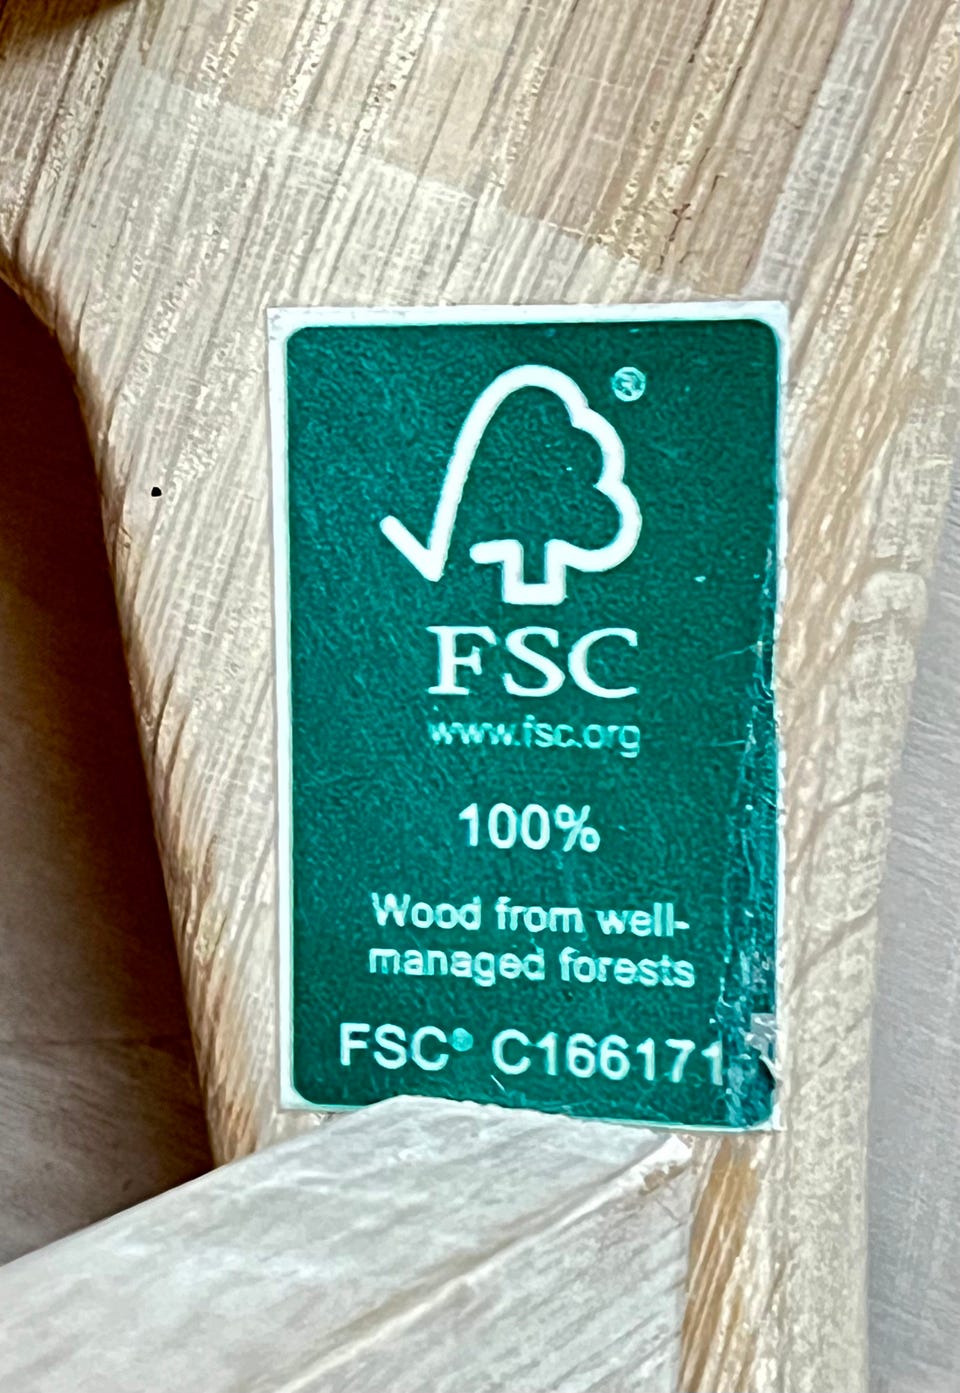 ®
FSC
www.fsc.org
100%
Wood from well-
managed forests
FSC® C166171